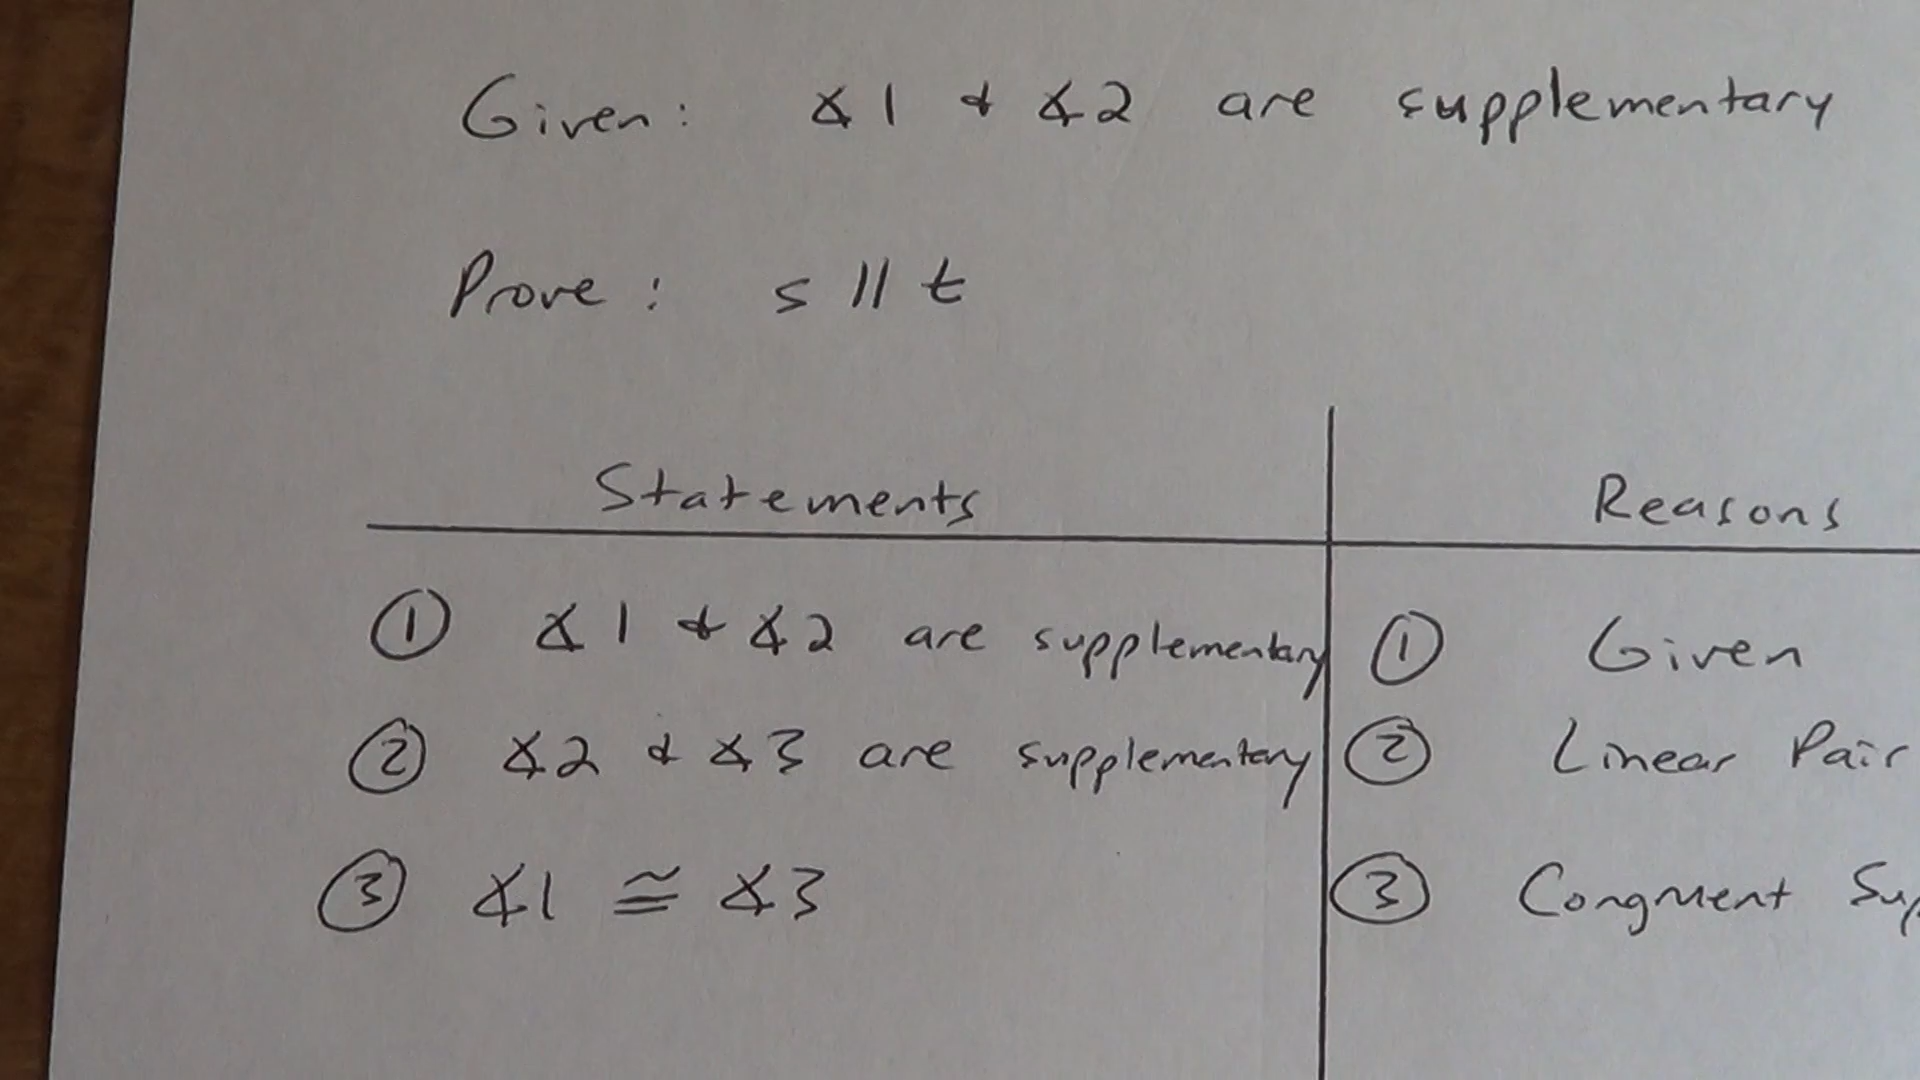 Given: ∡1 & ∡2 are supplementary
Prove: s // t
Statements Reasons
① ∡1 & ∡2 are supplementary ① Given
② ∡2 & ∡3 are supplementary ② Linear Pair
③ ∡1 ≅ ∡3 ③ Congruent